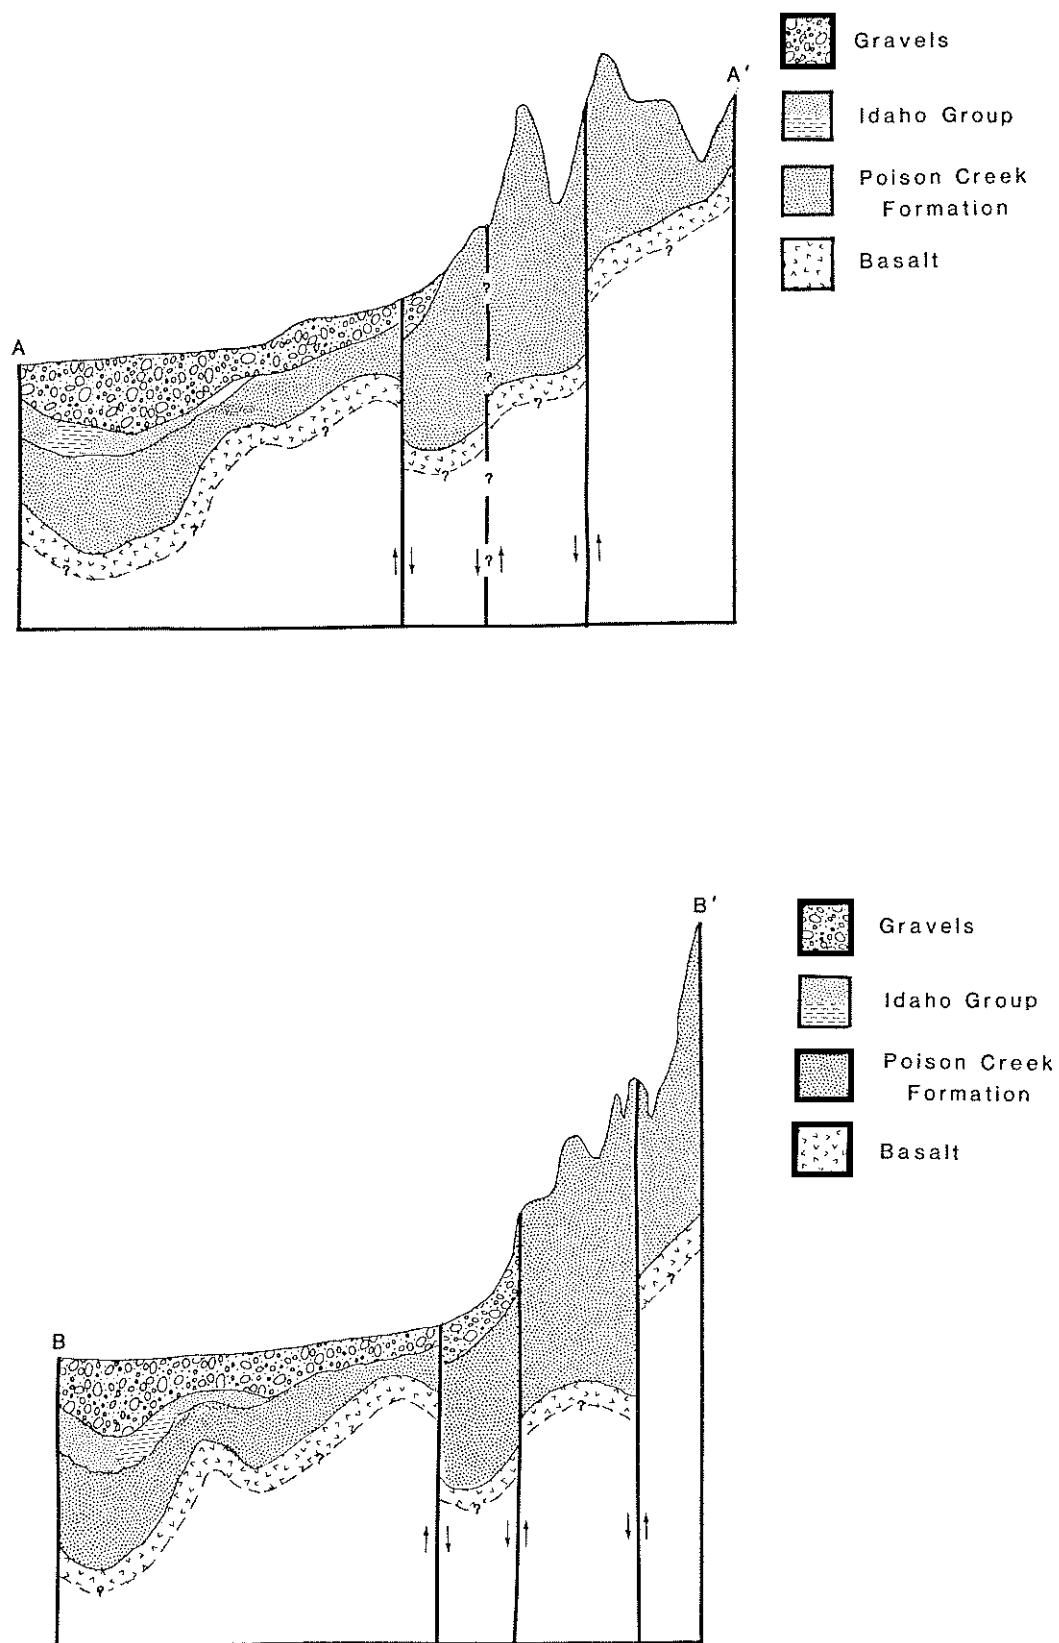 Gravels
A'
Idaho Group
Poison Creek
Formation
Basalt
?
?
A
?
?
?
?
?
?
?
?
?
B'
Gravels
Idaho Group
Poison Creek
Formation
Basalt
B
?
?
?
?
?